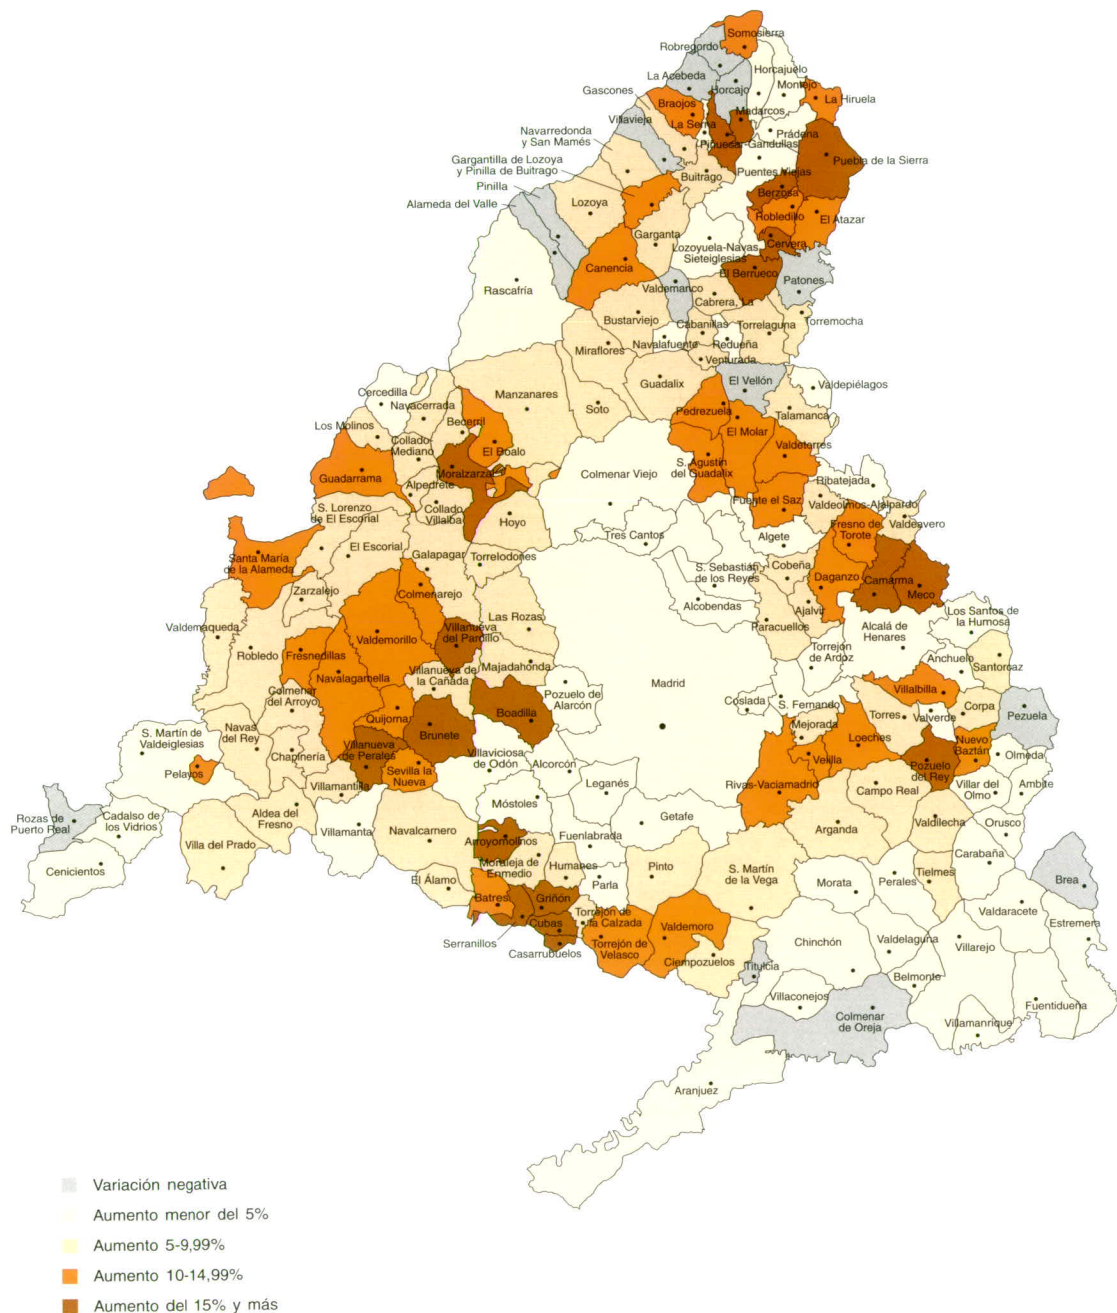 Somosierra
Robregordo
Horcajuelo
La Acebeda
Montejo
Gascones
Horcajo
La Hiruela
Braojos
Madarcos
Villavieja
La Serna
Prádena
Navarredonda
y San Mamés
Piñuécar-Gandullas
Puebla de la Sierra
Gargantilla de Lozoya
y Pinilla de Buitrago
Buitrago
Puentes Viejas
Pinilla
Berzosa
Alameda del Valle
Lozoya
Robledillo
El Atazar
Garganta
Cervera
Lozoyuela-Navas
Sieteiglesias
Canencia
El Berrueco
Rascafría
Valdemanco
Patones
Cabrera, La
Bustarviejo
Torremocha
Cabanillas
Torrelaguna
Navalafuente
Redueña
Miraflores
Venturada
Guadalix
El Vellón
Valdepiélagos
Cercedilla
Manzanares
Navacerrada
Soto
Pedrezuela
Talamanca
Los Molinos
Becerril
El Molar
Collado-
Mediano
El Boalo
Valdeterres
Moralzarzal
S. Agustín
del Guadalix
Colmenar Viejo
Guadarrama
Alpedrete
Ribatejada
Fuente el Saz
Valdeolmos-Alalpardo
S. Lorenzo
de El Escorial
Collado
Villalba
Hoyo
Valdeavero
Fresno de
Torote
Algete
Tres Cantos
El Escorial
Santa María
de la Alameda
Galapagar
Torrelodones
S. Sebastián
de los Reyes
Cobeña
Daganzo
Camarma
Meco
Zarzalejo
Colmenarejo
Alcobendas
Ajalvir
Los Santos de
la Humosa
Las Rozas
Paracuellos
Valdemaqueda
Villanueva
del Pardillo
Alcalá de
Henares
Valdemorillo
Robledo
Fresnedillas
Torrejón
de Ardoz
Anchuelo
Majadahonda
Santorcaz
Villanueva de
la Cañada
Navalagamella
Madrid
Villalbilla
Colmenar
del Arroyo
Pozuelo de
Alarcón
Boadilla
Coslada
S. Fernando
Corpa
Pezuela
Quijorna
Torres
Valverde
Mejorada
Navas
del Rey
Brunete
S. Martín de
Valdeiglesias
Loeches
Nuevo
Baztán
Villanueva
de Perales
Villaviciosa
de Odón
Velilla
Olmeda
Chapinería
Pozuelo
del Rey
Pelayos
Sevilla la
Nueva
Alcorcón
Rivas-Vaciamadrid
Leganés
Campo Real
Villar del
Olmo
Ambite
Villamantilla
Móstoles
Rozas de
Puerto Real
Cadalso de
los Vidrios
Aldea del
Fresno
Getafe
Valdilecha
Orusco
Villamanta
Navalcarnero
Arganda
Fuenlabrada
Arroyomolinos
Villa del Prado
Carabaña
Moraleja de
Enmedio
Humanes
Pinto
S. Martín
de la Vega
Cenicientos
Tielmes
El Álamo
Parla
Morata
Perales
Brea
Batres
Griñón
Valdaracete
Cubas
Torrejón de
la Calzada
Estremera
Valdemoro
Serranillos
Torrejón de
Velasco
Chinchón
Valdelaguna
Villarejo
Casarrubuelos
Ciempozuelos
Titulcia
Belmonte
Villaconejos
Fuentidueña
Colmenar
de Oreja
Villamanrique
Aranjuez
Variación negativa
Aumento menor del 5%
Aumento 5-9,99%
Aumento 10-14,99%
Aumento del 15% y más